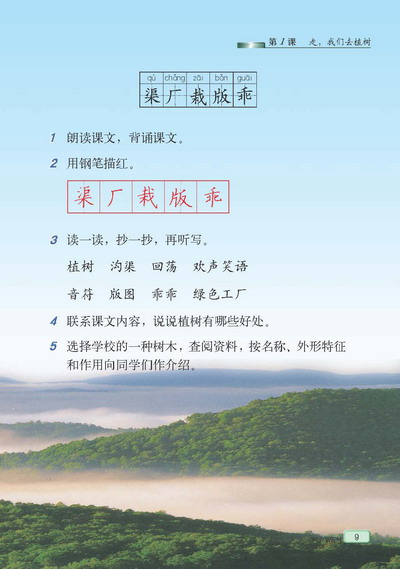 第1课 走，我们去植树
qú chǎng zāi bǎn guāi
渠厂栽版乖
1 朗读课文，背诵课文。
2 用钢笔描红。
渠厂栽版乖
3 读一读，抄一抄，再听写。
植树 沟渠 回荡 欢声笑语
音符 版图 乖乖 绿色工厂
4 联系课文内容，说说植树有哪些好处。
5 选择学校的一种树木，查阅资料，按名称、外形特征
和作用向同学们作介绍。
9